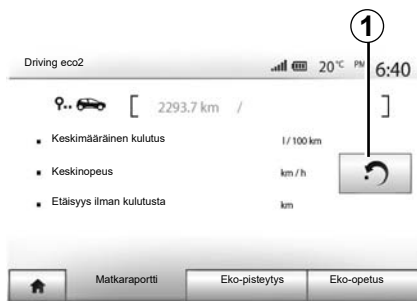 1
Driving eco2 20°C PM 6:40
[ 2293.7 km / ]
Keskimääräinen kulutus l / 100 km
Keskinopeus km / h
Etäisyys ilman kulutusta km
Matkaraportti Eko-pisteytys Eko-opetus